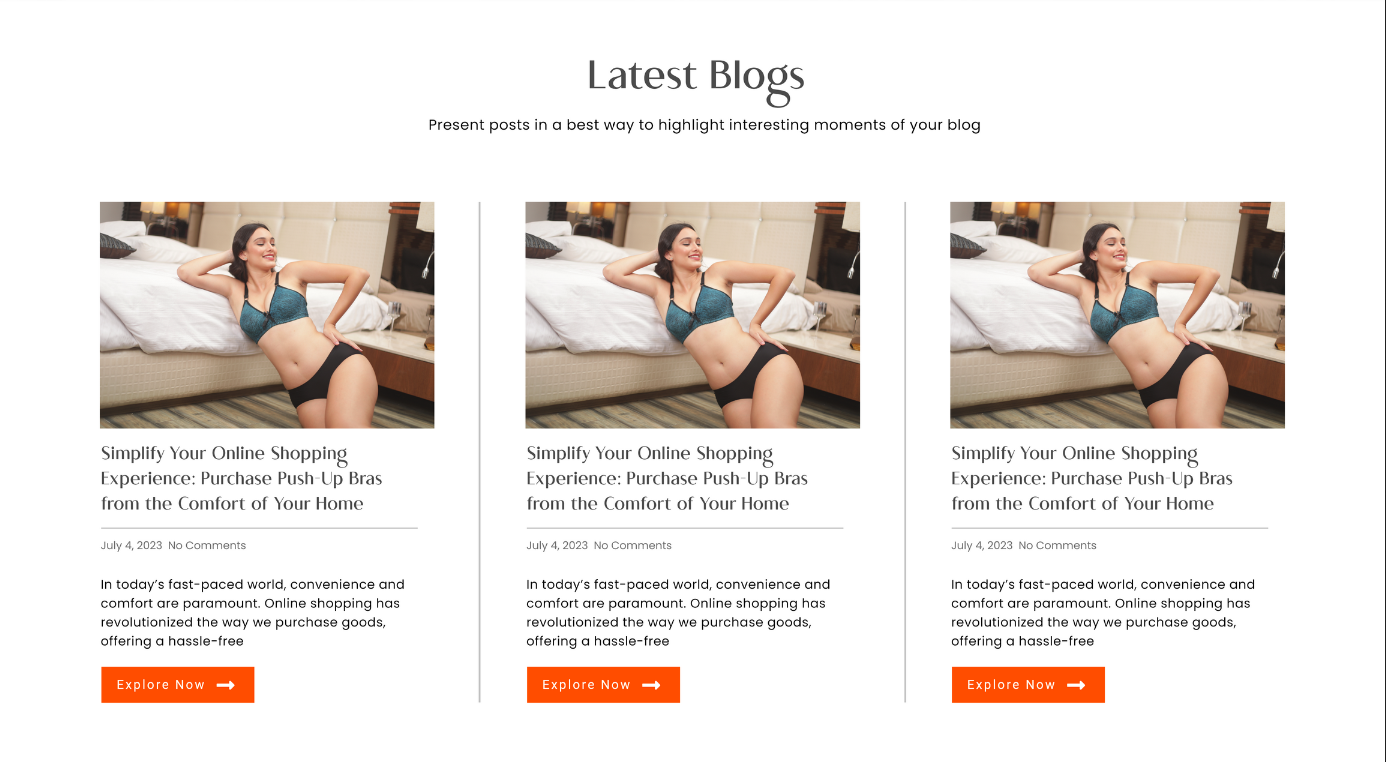 Latest Blogs
Present posts in a best way to highlight interesting moments of your blog
Simplify Your Online Shopping
Experience: Purchase Push-Up Bras
from the Comfort of Your Home
July 4, 2023 No Comments
In today's fast-paced world, convenience and
comfort are paramount. Online shopping has
revolutionized the way we purchase goods,
offering a hassle-free
Explore Now
Simplify Your Online Shopping
Experience: Purchase Push-Up Bras
from the Comfort of Your Home
July 4, 2023 No Comments
In today's fast-paced world, convenience and
comfort are paramount. Online shopping has
revolutionized the way we purchase goods,
offering a hassle-free
Explore Now
Simplify Your Online Shopping
Experience: Purchase Push-Up Bras
from the Comfort of Your Home
July 4, 2023 No Comments
In today's fast-paced world, convenience and
comfort are paramount. Online shopping has
revolutionized the way we purchase goods,
offering a hassle-free
Explore Now